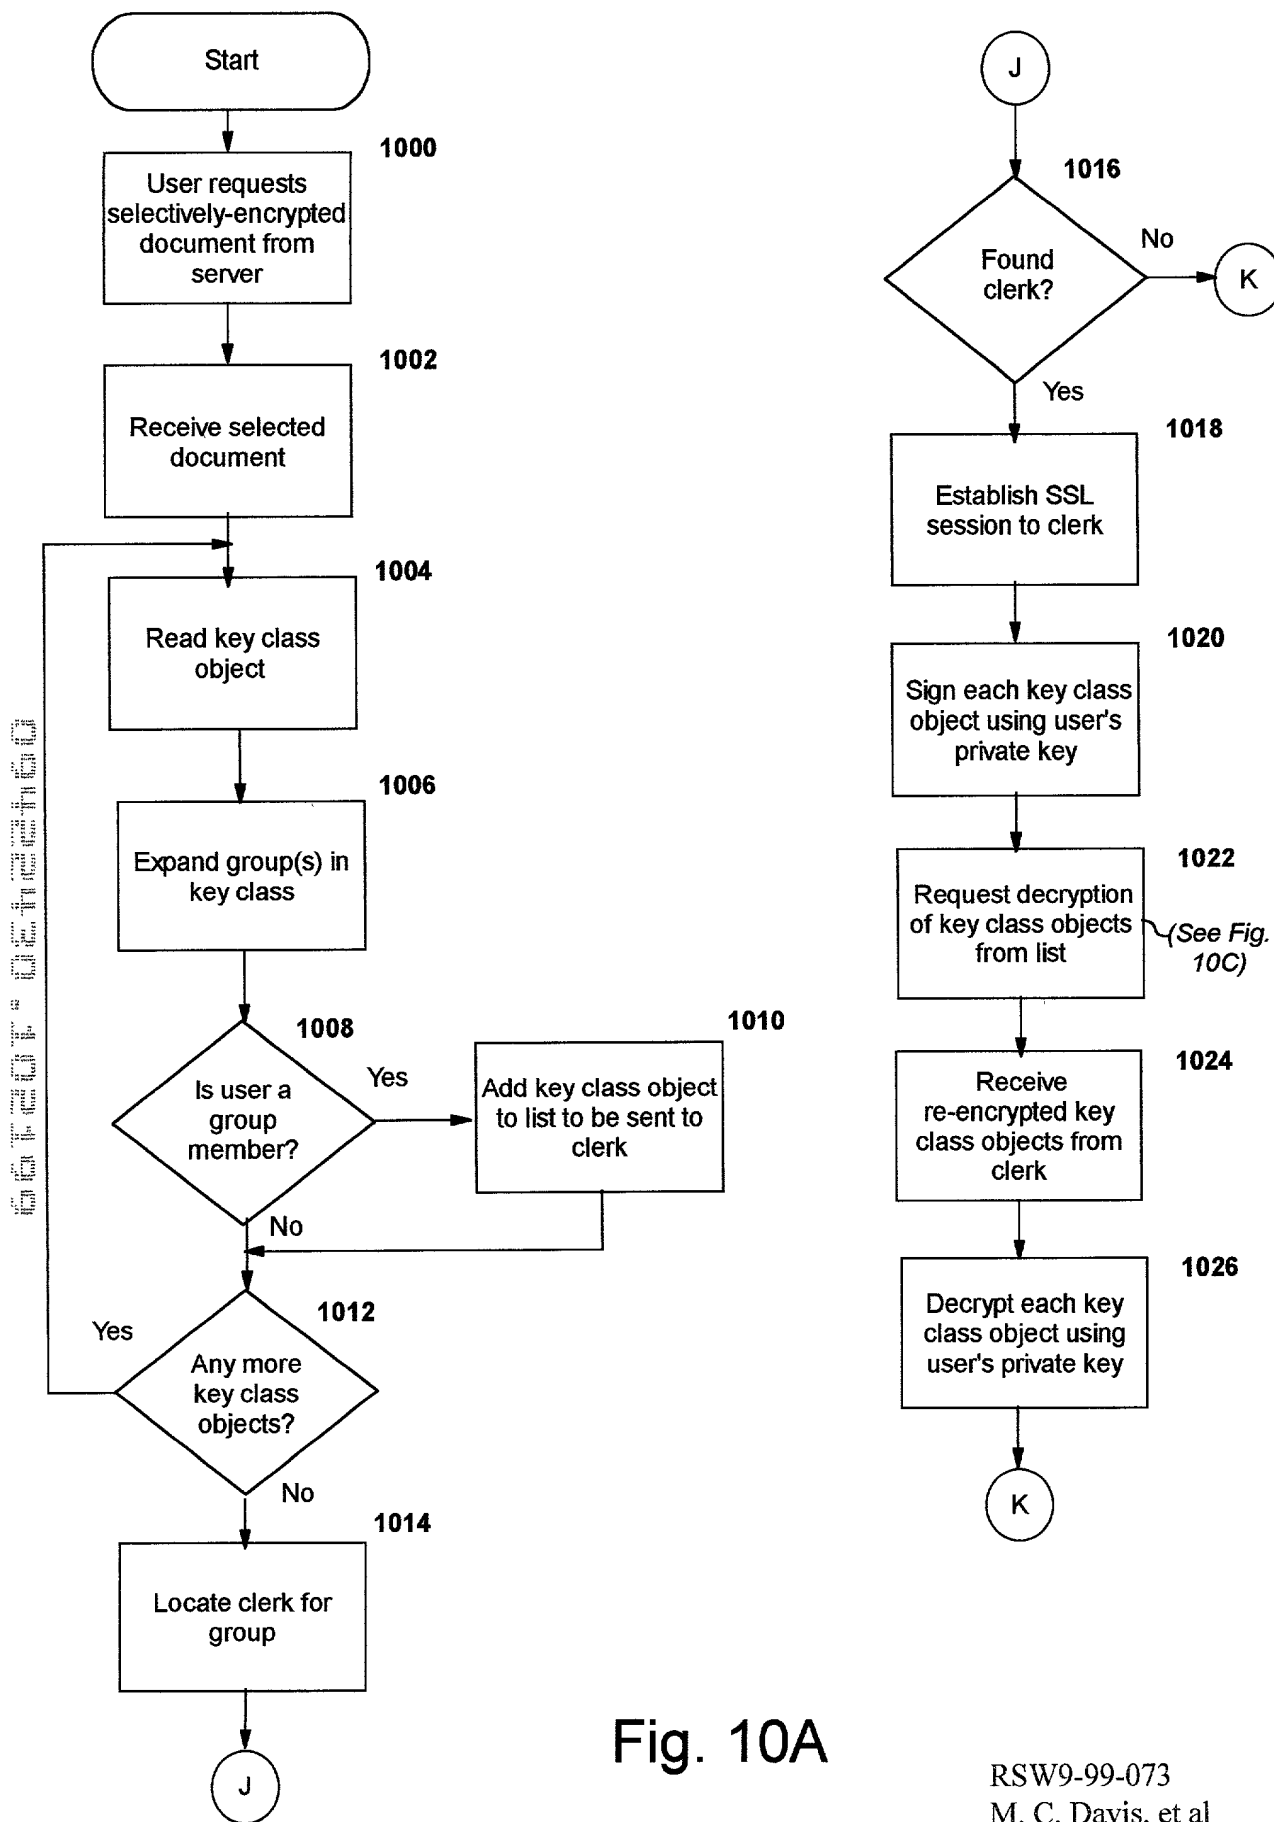 Start
1000
User requests
selectively-encrypted
document from
server
1002
Receive selected
document
1004
Read key class
object
1006
Expand group(s) in
key class
1008
Is user a
group
member?
Yes
No
1010
Add key class object
to list to be sent to
clerk
1012
Any more
key class
objects?
Yes
No
1014
Locate clerk for
group
J
J
1016
Found
clerk?
No
K
Yes
1018
Establish SSL
session to clerk
1020
Sign each key class
object using user's
private key
1022
Request decryption
of key class objects
from list
(See Fig.
10C)
1024
Receive
re-encrypted key
class objects from
clerk
1026
Decrypt each key
class object using
user's private key
K
Fig. 10A
RSW9-99-073
M. C. Davis, et al